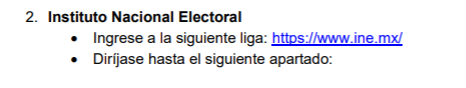 2. Instituto Nacional Electoral
• Ingrese a la siguiente liga: https://www.ine.mx/
• Diríjase hasta el siguiente apartado: